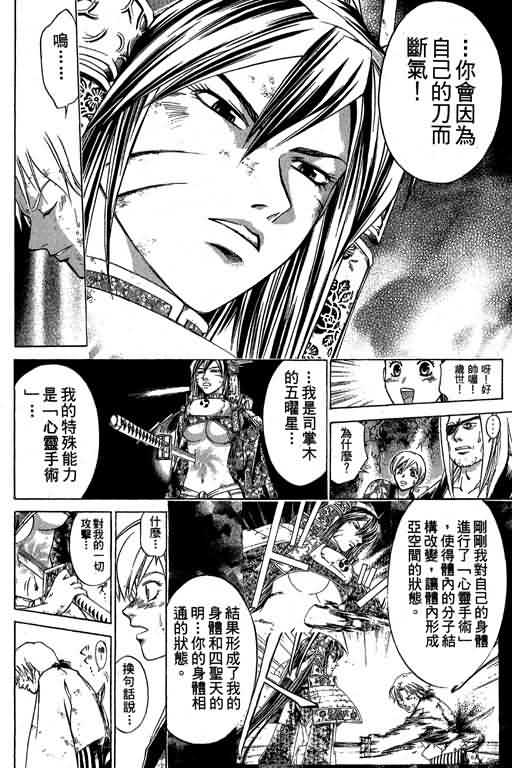 …你會因為
自己的刀而
斷氣！
嗚……
呀！好
帥喔！
歲世！
為什麼？
…我是司掌木
的五曜星…
我的特殊能力
是「心靈手術
」…
剛剛我對自己的身體
進行了「心靈手術」
，使得體內的分子結
構改變，讓體內形成
亞空間的狀態。
結果形成了我的
身體和四聖天的
明…你的身體相
通的狀態。
什麼…
對我的一切
攻擊…
換句話說…